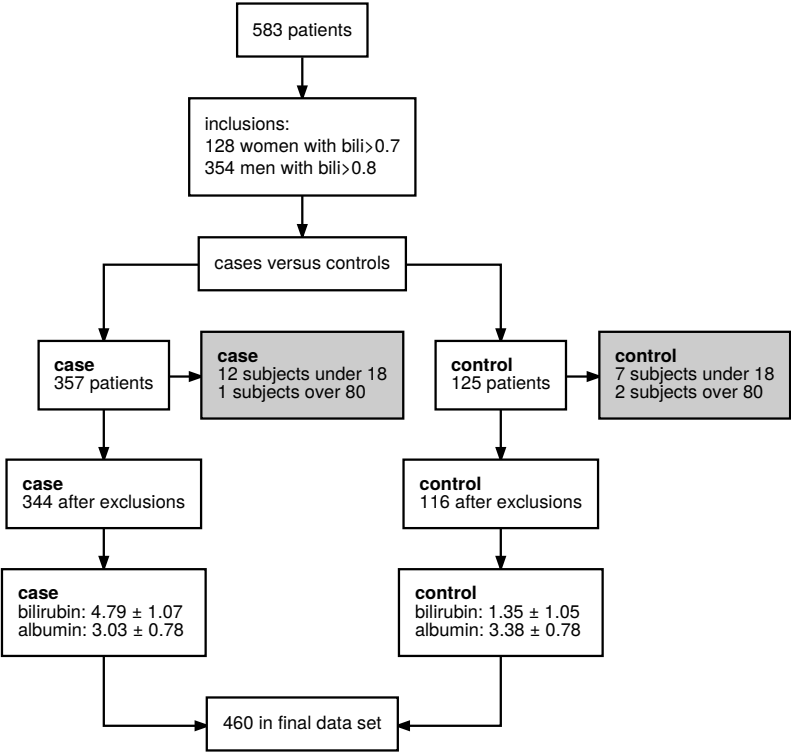 583 patients
inclusions:
128 women with bili>0.7
354 men with bili>0.8
cases versus controls
case
357 patients
case
12 subjects under 18
1 subjects over 80
control
125 patients
control
7 subjects under 18
2 subjects over 80
case
344 after exclusions
control
116 after exclusions
case
bilirubin: 4.79 ± 1.07
albumin: 3.03 ± 0.78
control
bilirubin: 1.35 ± 1.05
albumin: 3.38 ± 0.78
460 in final data set